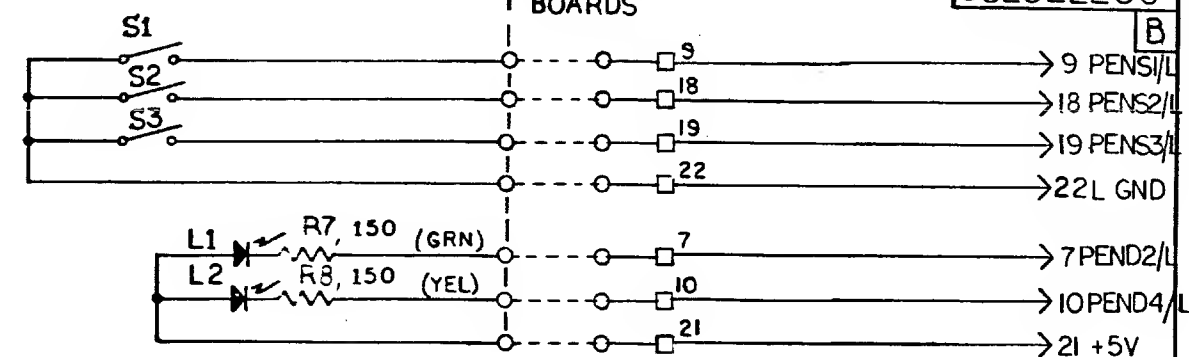 BOARDS
B
S1
9
9 PENS1/L
S2
18
18 PENS2/L
S3
19
19 PENS3/L
22
22 L GND
L1
R7, 150
(GRN)
7
7 PEND2/L
L2
R8, 150
(YEL)
10
10 PEND4/L
21
21 +5V